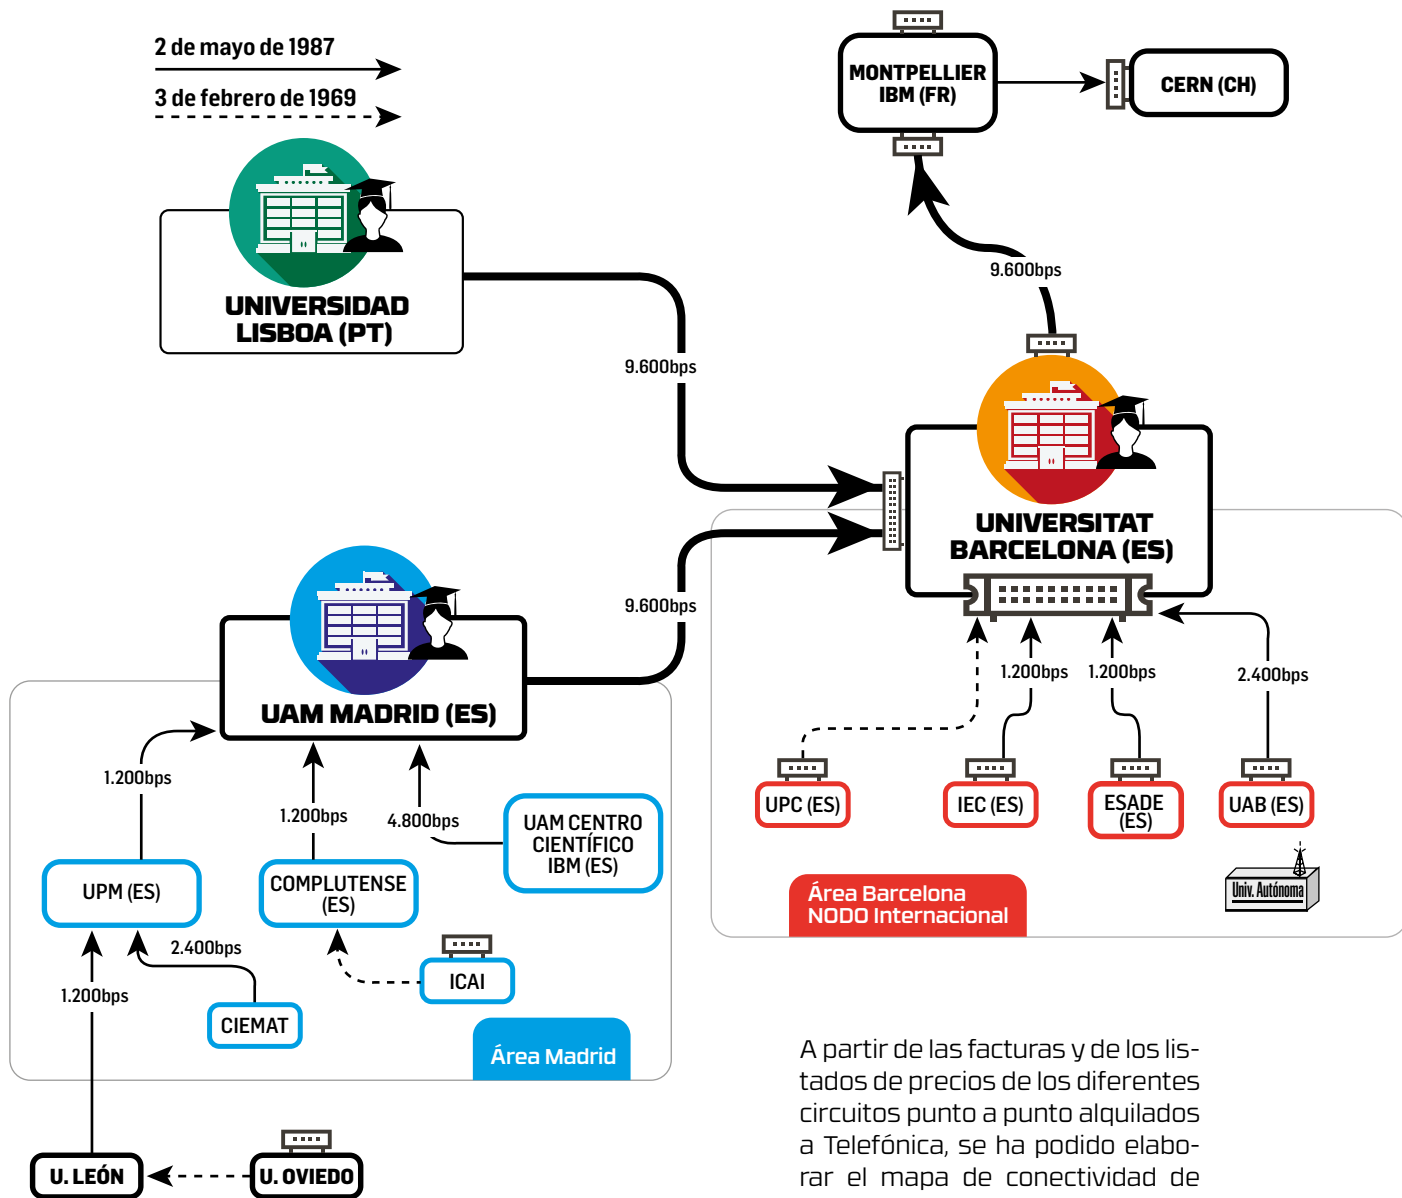 2 de mayo de 1987
3 de febrero de 1969
MONTPELLIER
IBM (FR)
CERN (CH)
9.600bps
UNIVERSIDAD
LISBOA (PT)
9.600bps
UNIVERSITAT
BARCELONA (ES)
9.600bps
1.200bps
1.200bps
2.400bps
UAM MADRID (ES)
1.200bps
1.200bps
4.800bps
UPC (ES)
IEC (ES)
ESADE
(ES)
UAB (ES)
UPM (ES)
COMPLUTENSE
(ES)
UAM CENTRO
CIENTÍFICO
IBM (ES)
Univ. Autónoma
Área Barcelona
NODO Internacional
2.400bps
1.200bps
ICAI
CIEMAT
Área Madrid
U. LEÓN
U. OVIEDO
A partir de las facturas y de los lis-
tados de precios de los diferentes
circuitos punto a punto alquilados
a Telefónica, se ha podido elabo-
rar el mapa de conectividad de